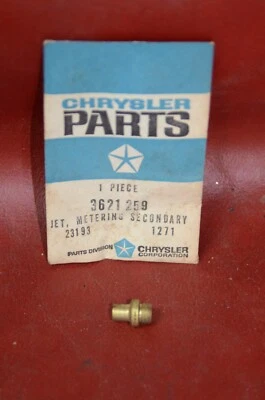 CHRYSLER
PARTS
1 PIECE
3621 259
JET, METERING SECONDARY
23193 1271
PARTS DIVISION CHRYSLER
CORPORATION